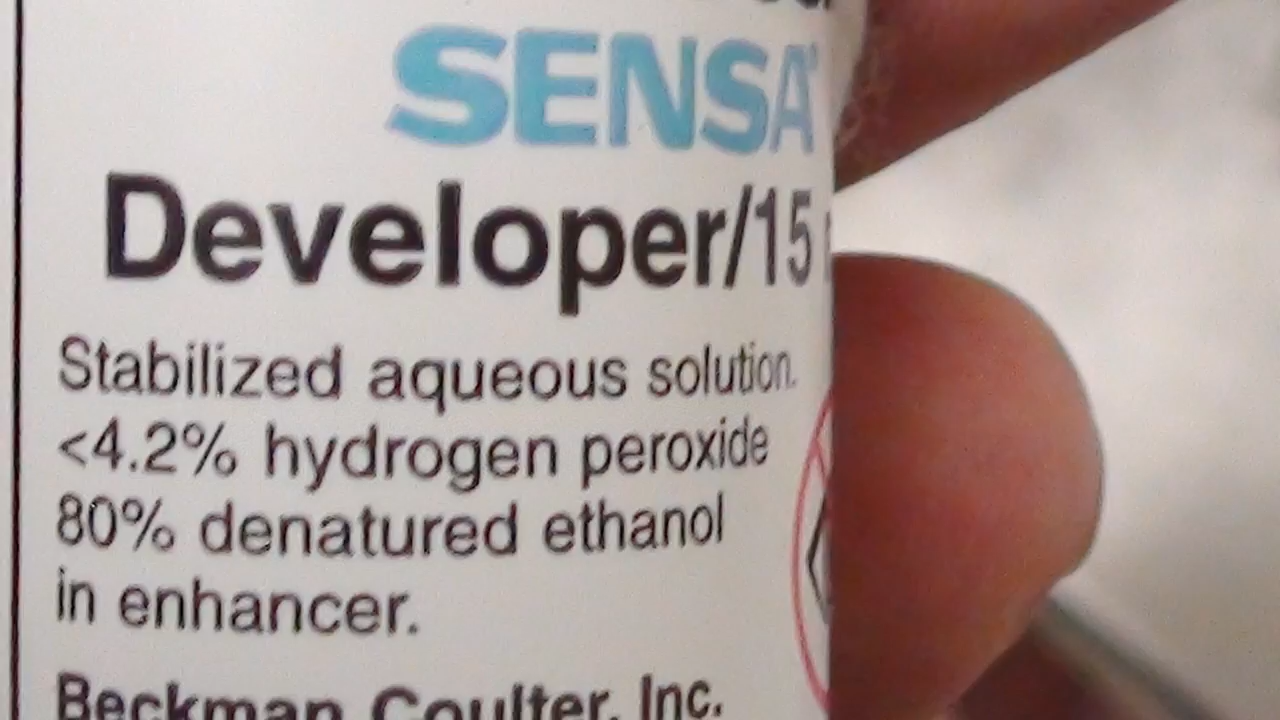 SENSA
Developer/15
Stabilized aqueous solution.
<4.2% hydrogen peroxide
80% denatured ethanol
in enhancer.
Beckman Coulter, Inc.